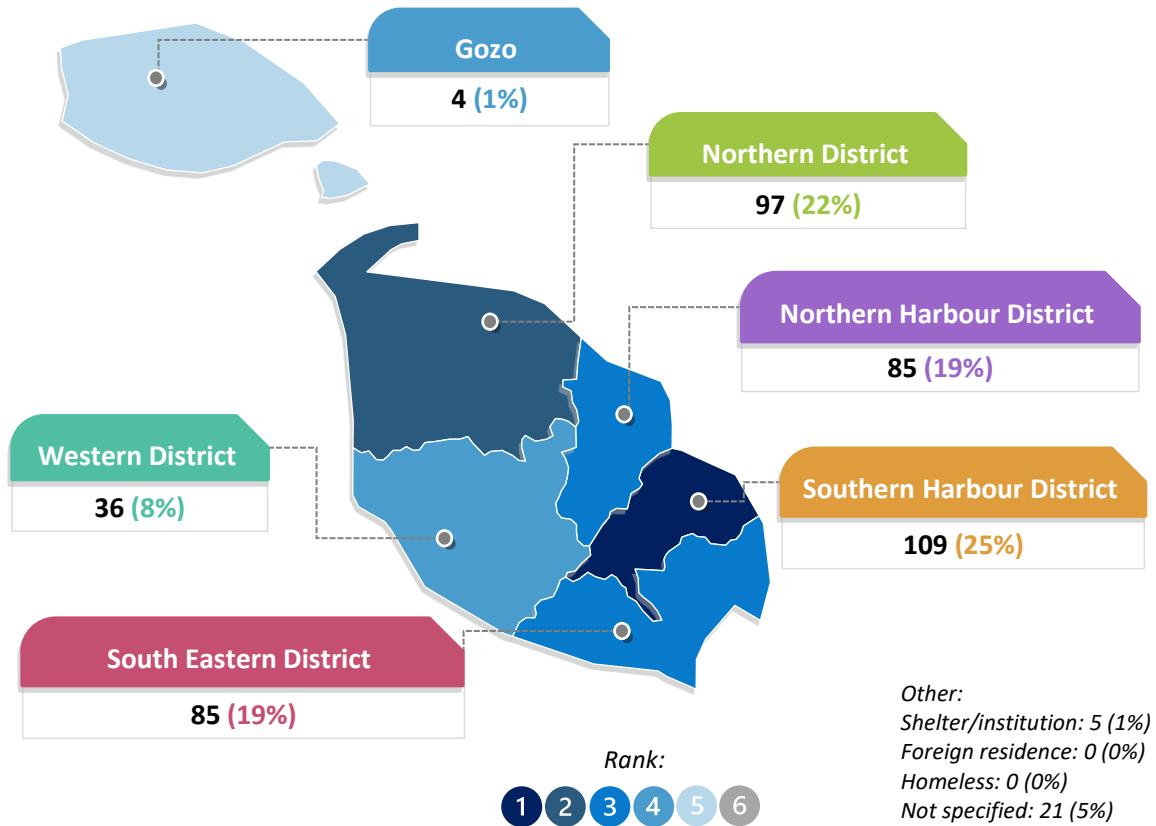 Gozo
4 (1%)
Northern District
97 (22%)
Northern Harbour District
85 (19%)
Western District
36 (8%)
Southern Harbour District
109 (25%)
South Eastern District
85 (19%)
Other:
Shelter/institution: 5 (1%)
Foreign residence: 0 (0%)
Homeless: 0 (0%)
Not specified: 21 (5%)
Rank:
1 2 3 4 5 6